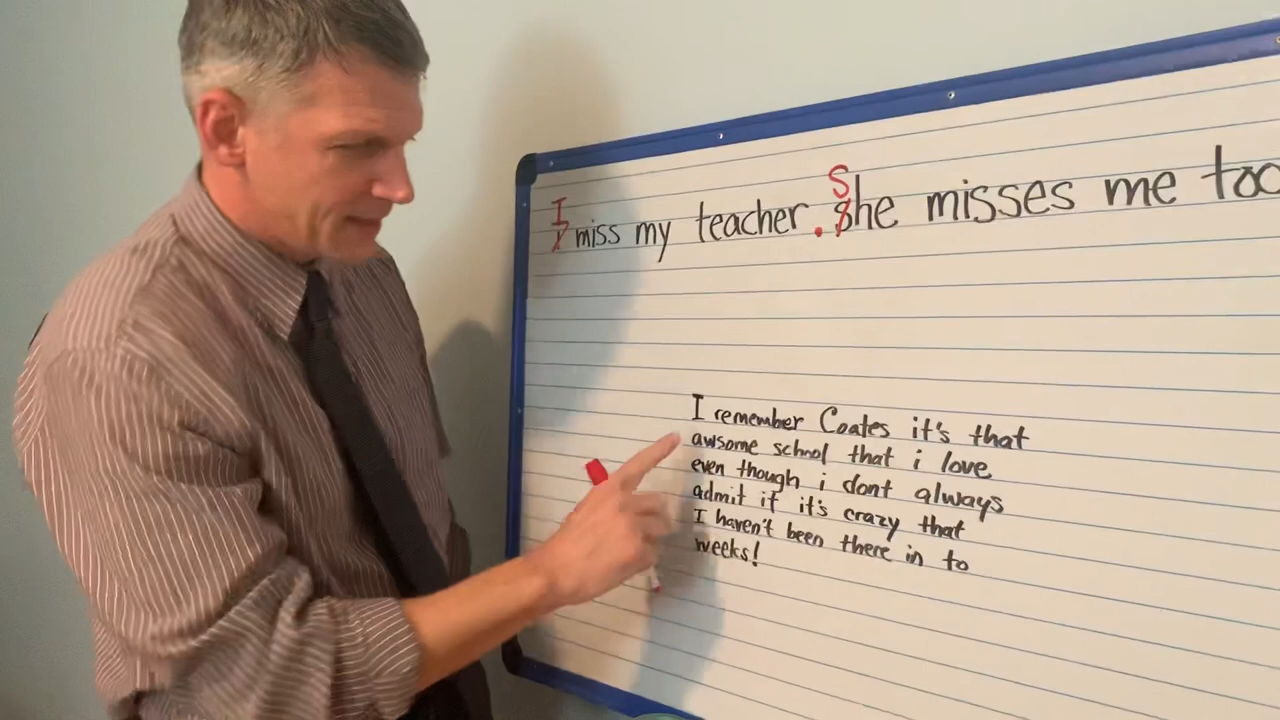 I miss my teacher. She misses me too
I remember Coates it's that
awsome school that i love
even though i dont always
admit it it's crazy that
I haven't been there in to
weeks!